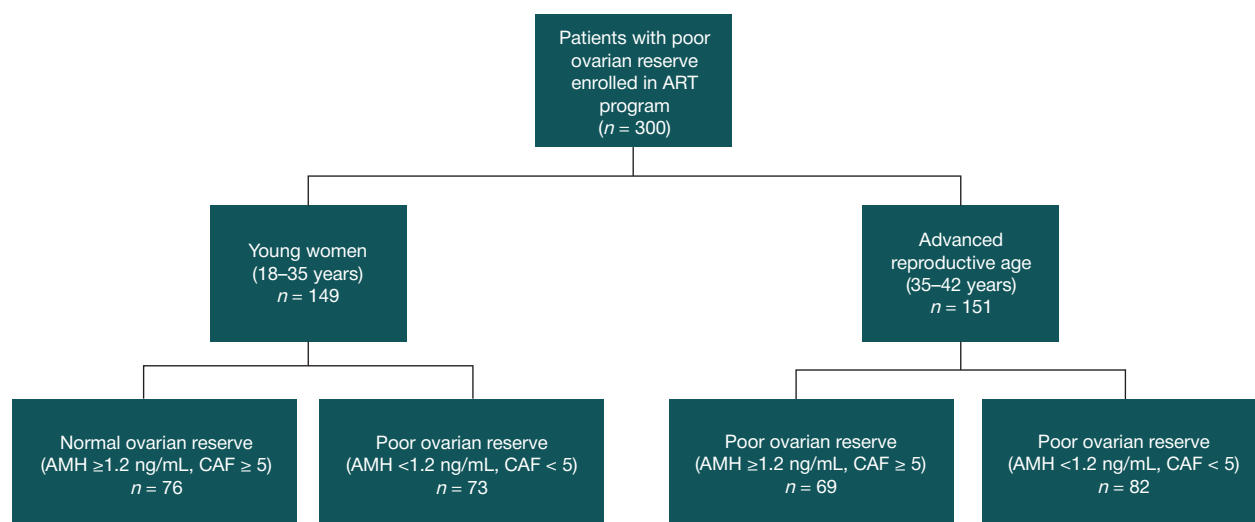 Patients with poor
ovarian reserve
enrolled in ART
program
(n = 300)
Young women
(18–35 years)
n = 149
Advanced
reproductive age
(35–42 years)
n = 151
Normal ovarian reserve
(AMH ≥1.2 ng/mL, CAF ≥ 5)
n = 76
Poor ovarian reserve
(AMH <1.2 ng/mL, CAF < 5)
n = 73
Poor ovarian reserve
(AMH ≥1.2 ng/mL, CAF ≥ 5)
n = 69
Poor ovarian reserve
(AMH <1.2 ng/mL, CAF < 5)
n = 82